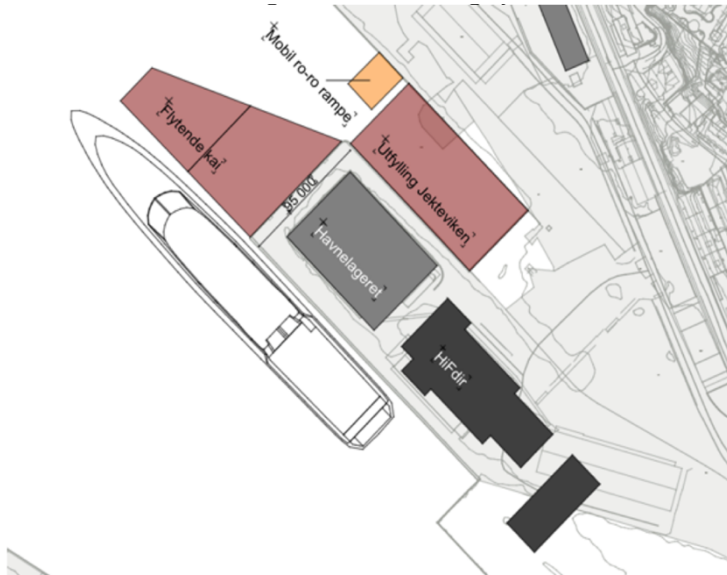 Mobil ro-ro rampe
Flytende kai
Utfylling Jekteviken
95 000
Havnelageret
HiFdir